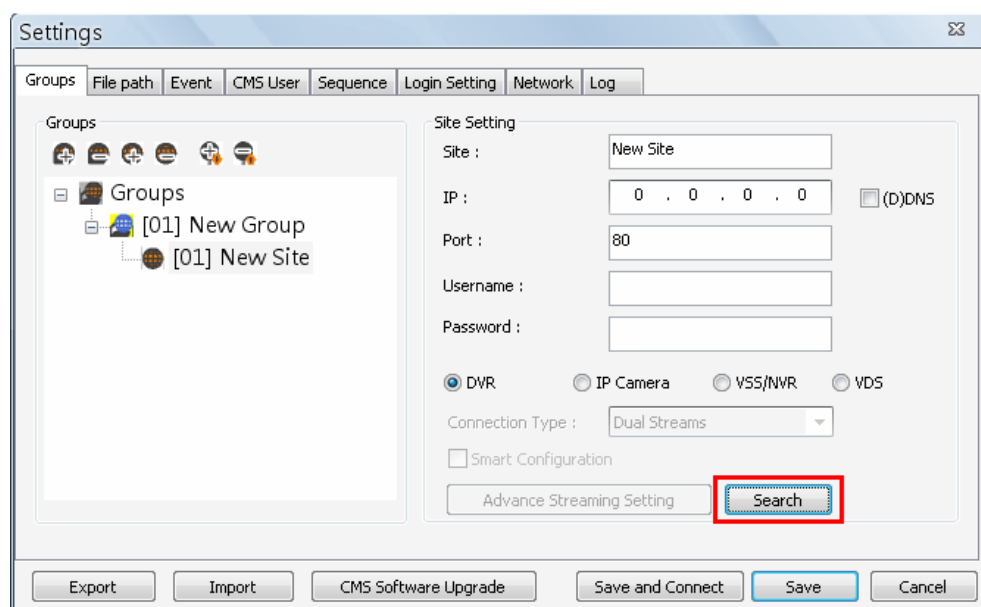 Settings
Groups File path Event CMS User Sequence Login Setting Network Log
Groups
Groups
[01] New Group
[01] New Site
Site Setting
Site : New Site
IP : 0 . 0 . 0 . 0 (D)DNS
Port : 80
Username :
Password :
DVR IP Camera VSS/NVR VDS
Connection Type : Dual Streams
Smart Configuration
Advance Streaming Setting Search
Export Import CMS Software Upgrade Save and Connect Save Cancel